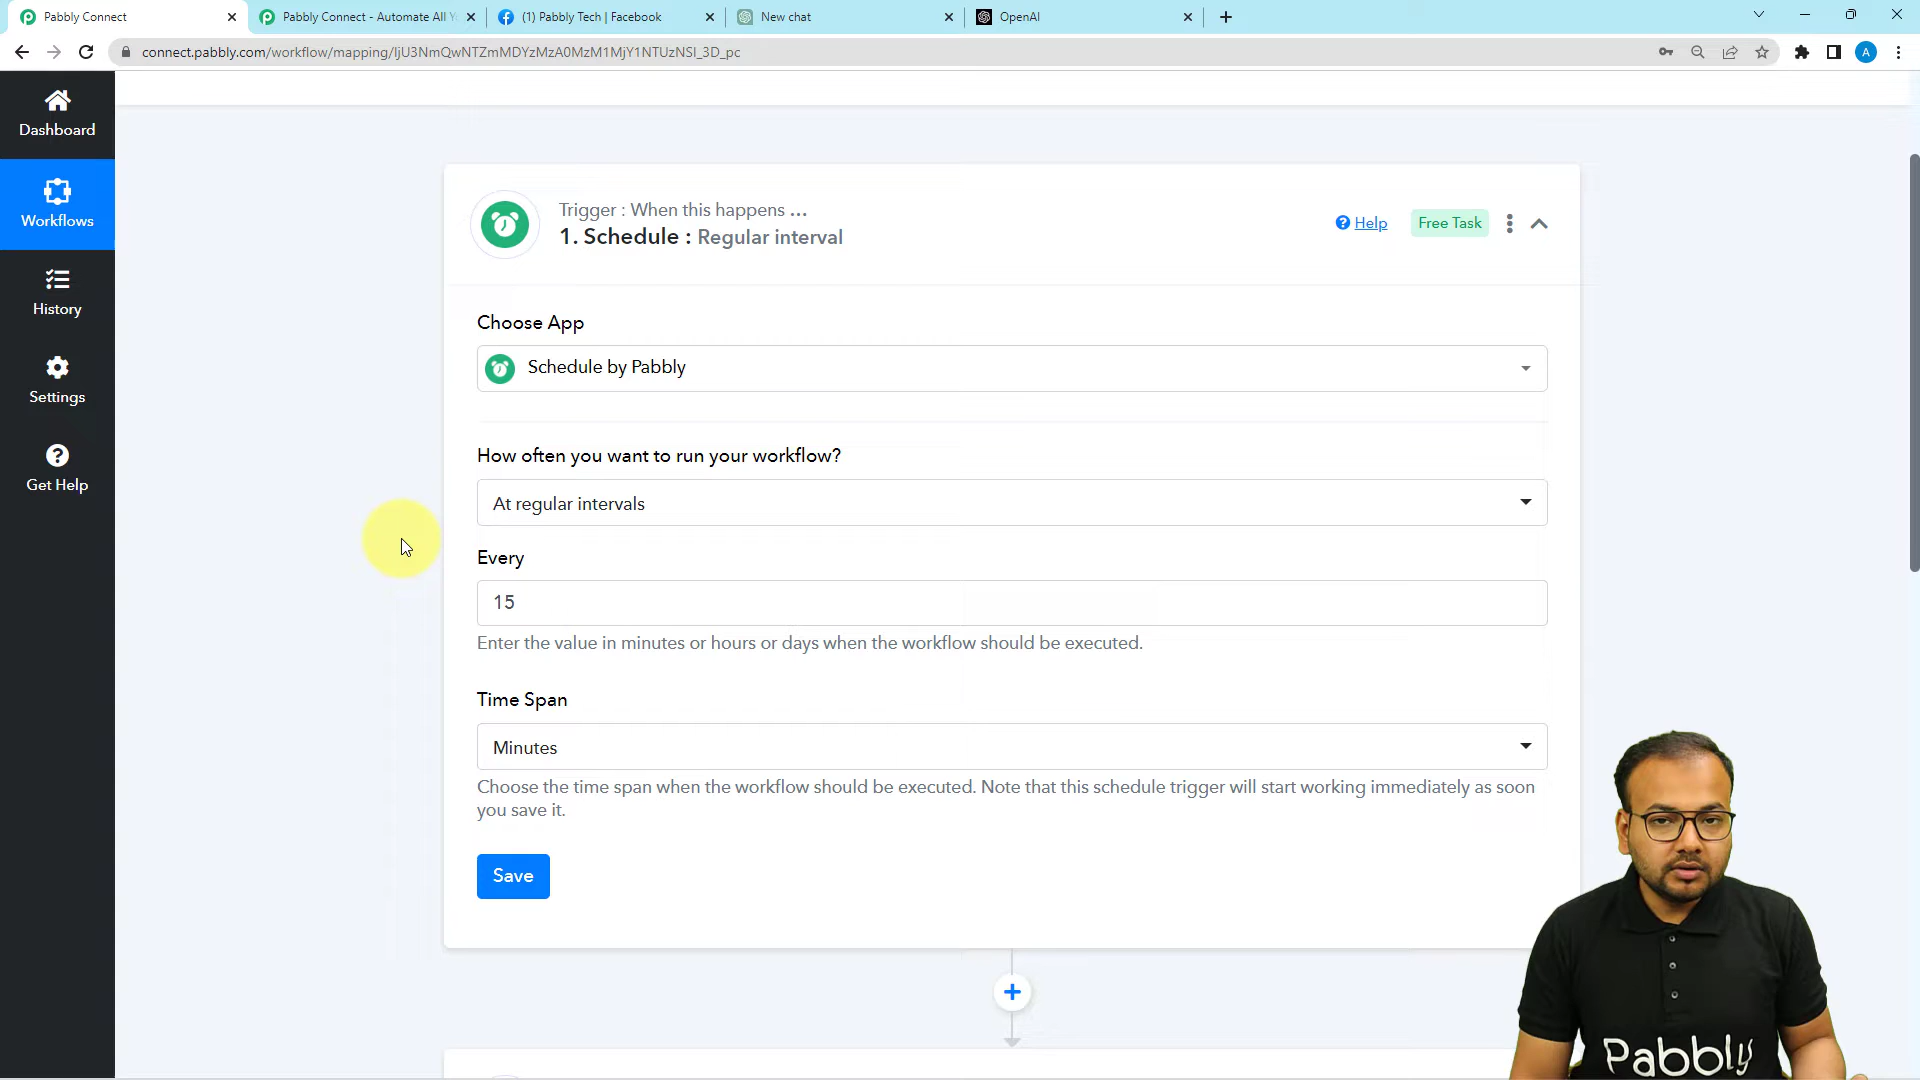 Pabbly Connect
Pabbly Connect - Automate All Y
(1) Pabbly Tech | Facebook
New chat
OpenAI
connect.pabbly.com/workflow/mapping/IjU3NmQwNTZmMDYzMzA0MzM1MjY1NTUzNSI_3D_pc
A
Dashboard
Workflows
History
Settings
Get Help
Trigger : When this happens ...
1. Schedule : Regular interval
Help
Free Task
Choose App
Schedule by Pabbly
How often you want to run your workflow?
At regular intervals
Every
15
Enter the value in minutes or hours or days when the workflow should be executed.
Time Span
Minutes
Choose the time span when the workflow should be executed. Note that this schedule trigger will start working immediately as soon
you save it.
Save
Pabbly